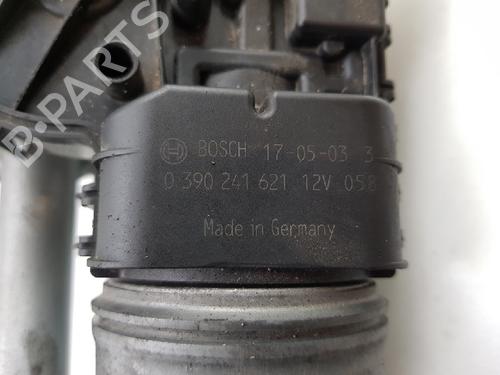 B-PARTS
BOSCH 17-05-03 3
0 390 241 621 12V 058
Made in Germany